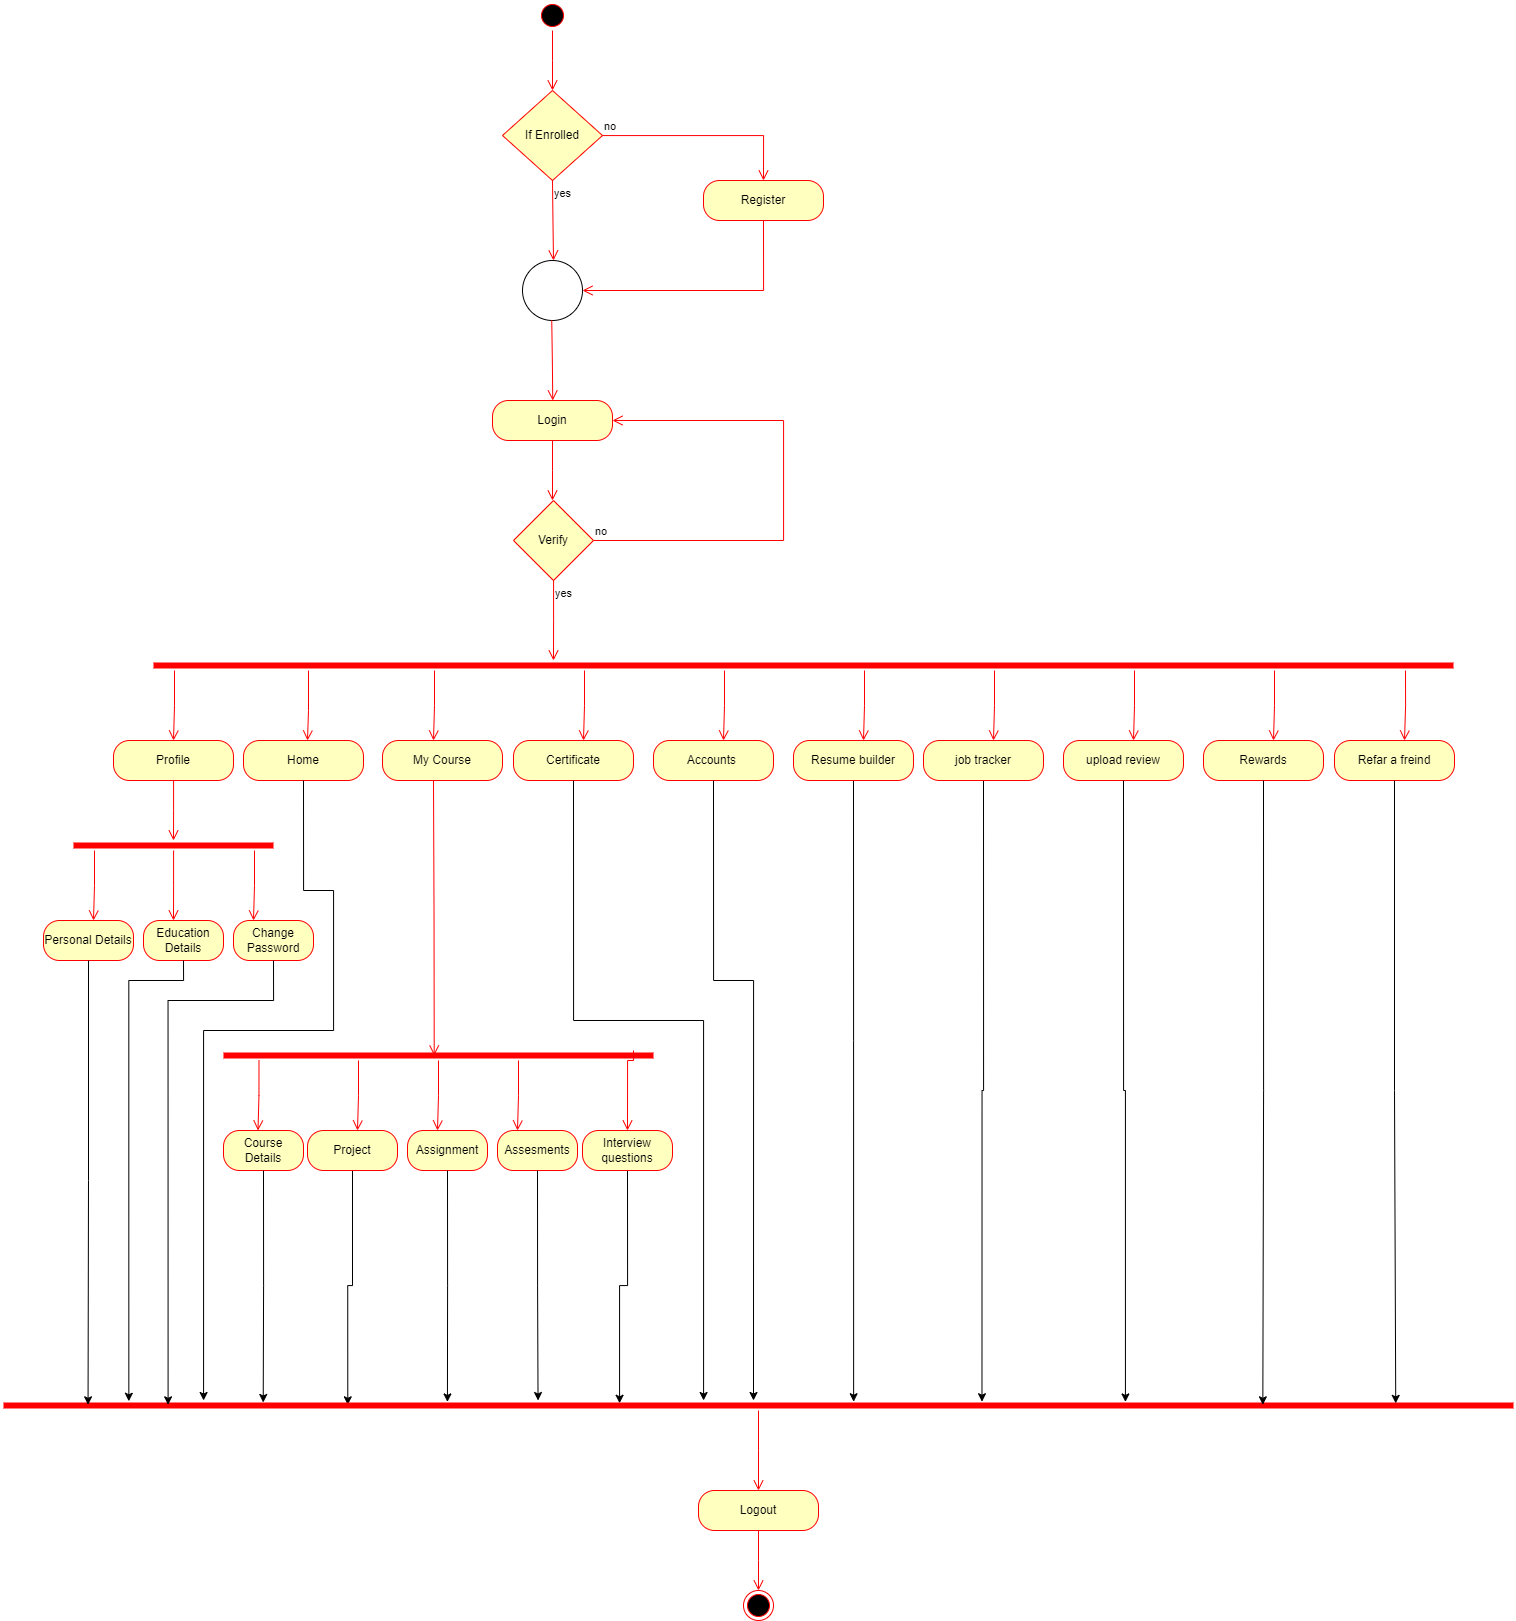 If Enrolled
no
yes
Register
Login
Verify
no
yes
Profile
Home
My Course
Certificate
Accounts
Resume builder
job tracker
upload review
Rewards
Refar a freind
Personal Details
Education
Details
Change
Password
Course
Details
Project
Assignment
Assesments
Interview
questions
Logout